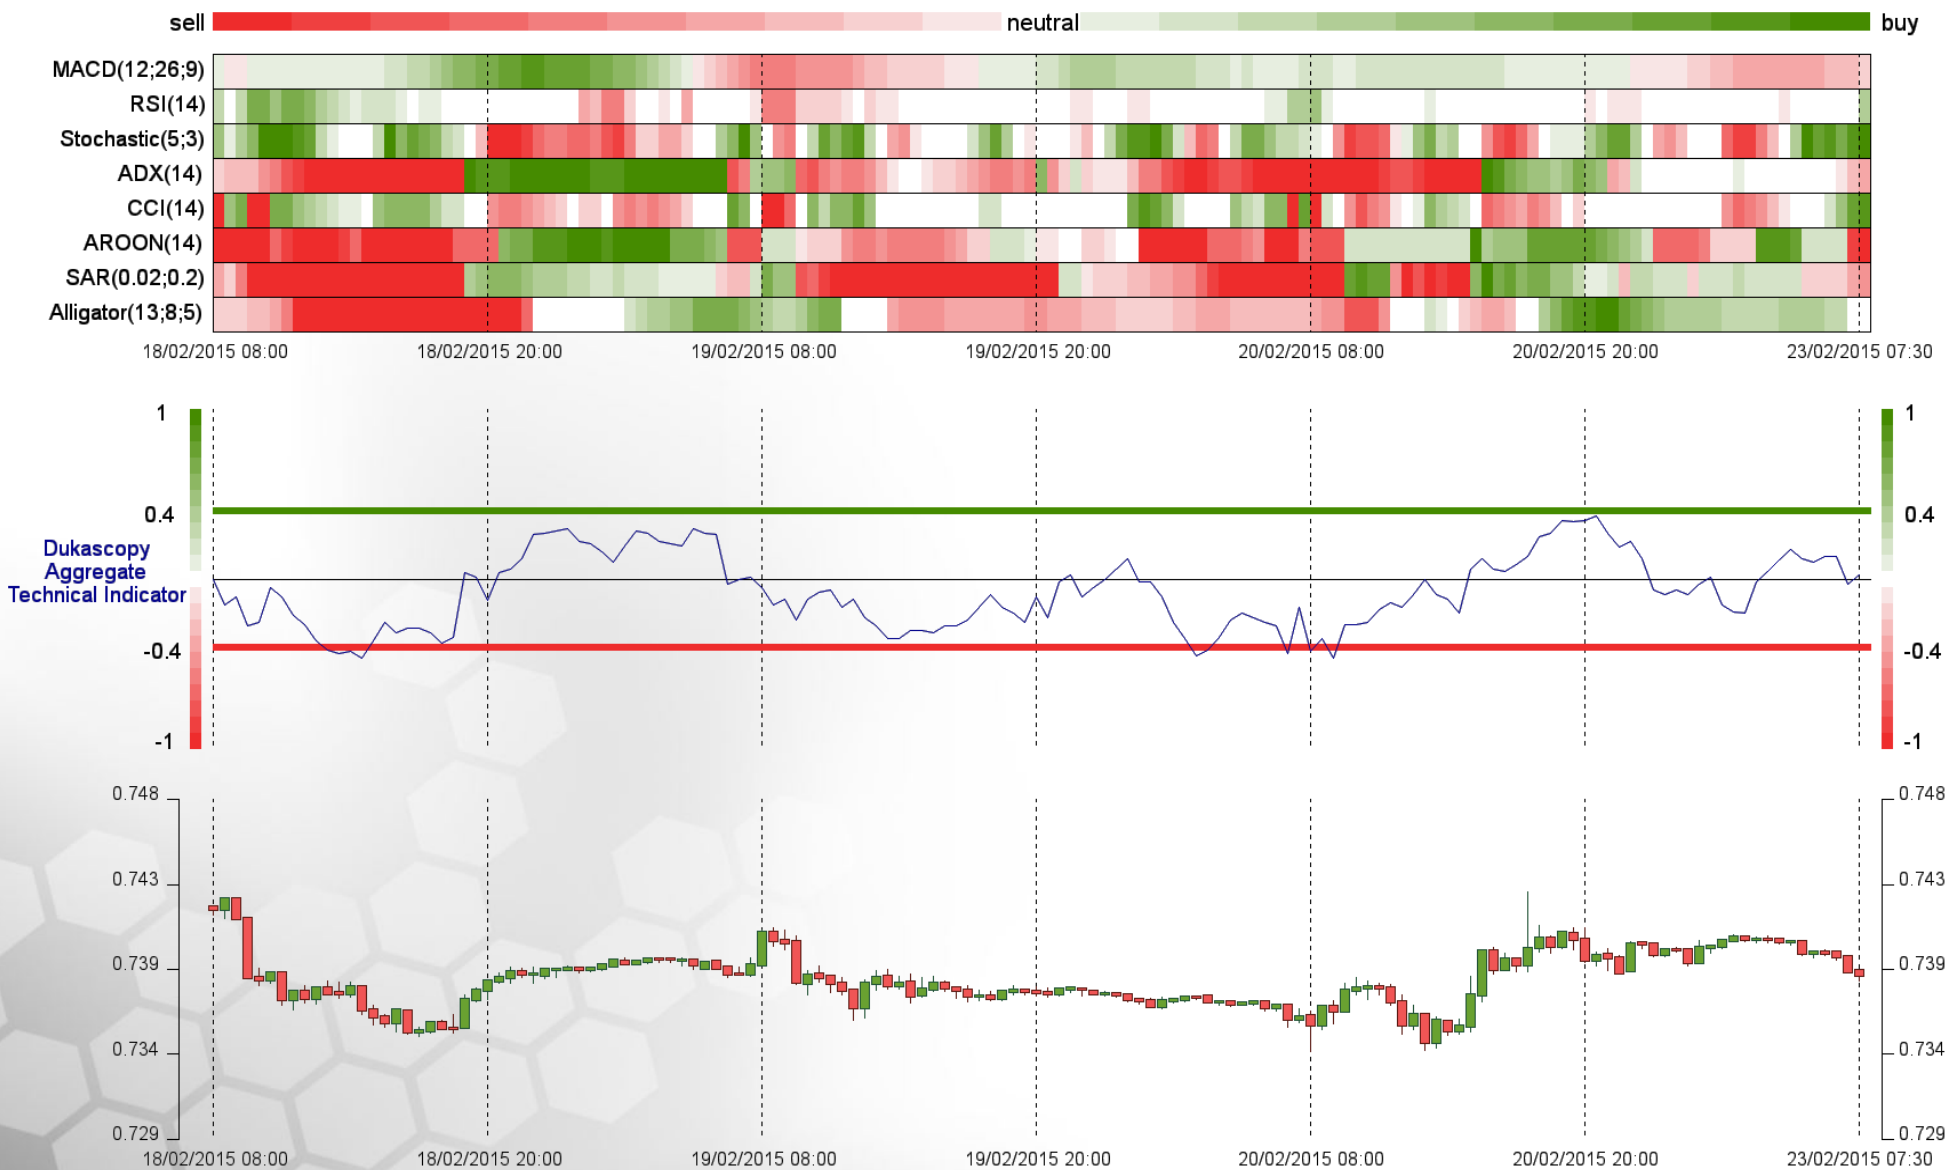 sell neutral buy
MACD(12;26;9)
RSI(14)
Stochastic(5;3)
ADX(14)
CCI(14)
AROON(14)
SAR(0.02;0.2)
Alligator(13;8;5)
18/02/2015 08:00 18/02/2015 20:00 19/02/2015 08:00 19/02/2015 20:00 20/02/2015 08:00 20/02/2015 20:00 23/02/2015 07:30
1 1
0.4 0.4
Dukascopy
Aggregate
Technical Indicator
-0.4 -0.4
-1 -1
0.748 0.748
0.743 0.743
0.739 0.739
0.734 0.734
0.729 0.729
18/02/2015 08:00 18/02/2015 20:00 19/02/2015 08:00 19/02/2015 20:00 20/02/2015 08:00 20/02/2015 20:00 23/02/2015 07:30